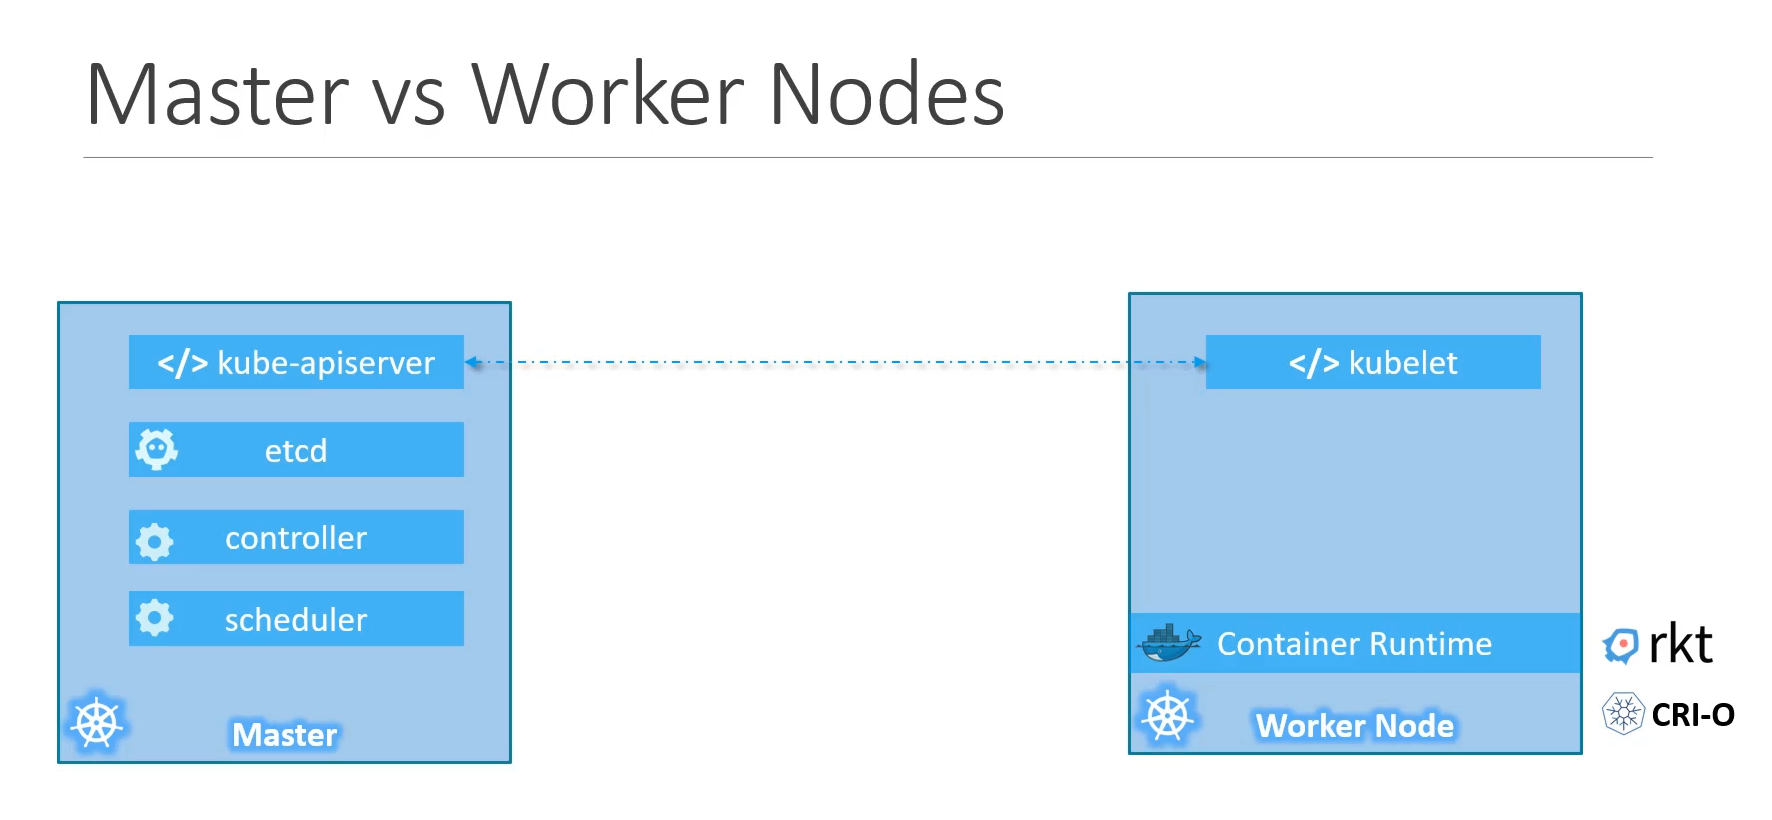 Master vs Worker Nodes
</> kube-apiserver
etcd
controller
scheduler
Master
</> kubelet
Container Runtime
Worker Node
rkt
CRI-O